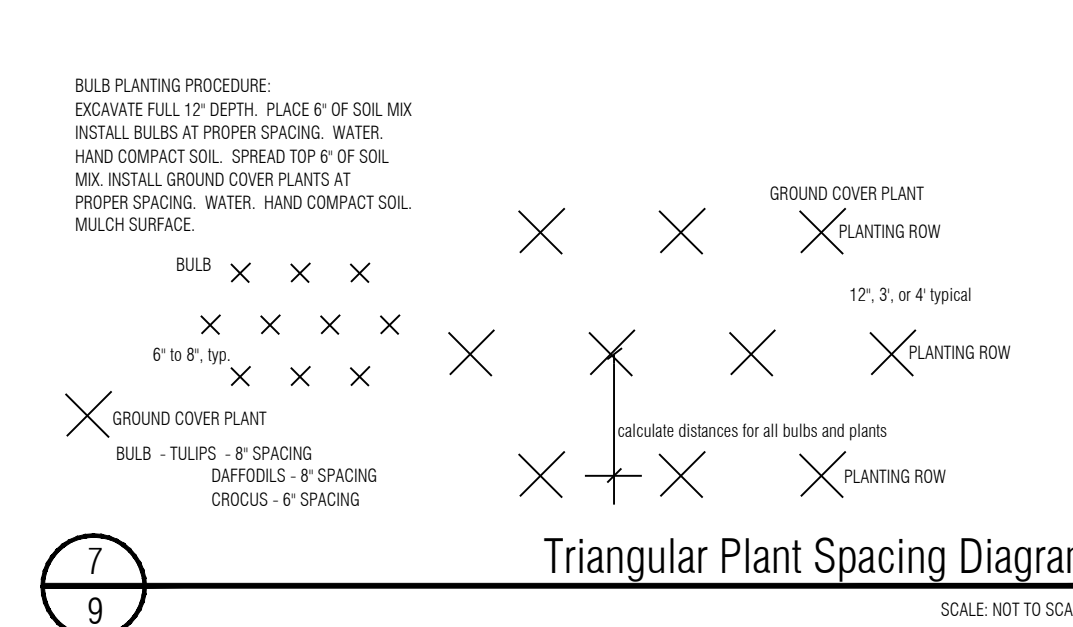 BULB PLANTING PROCEDURE:
EXCAVATE FULL 12" DEPTH.  PLACE 6" OF SOIL MIX
INSTALL BULBS AT PROPER SPACING.  WATER.
HAND COMPACT SOIL.  SPREAD TOP 6" OF SOIL
MIX. INSTALL GROUND COVER PLANTS AT
PROPER SPACING.  WATER.  HAND COMPACT SOIL.
MULCH SURFACE.
BULB
6" to 8", typ.
GROUND COVER PLANT
BULB  - TULIPS  - 8" SPACING
DAFFODILS - 8" SPACING
CROCUS - 6" SPACING
GROUND COVER PLANT
PLANTING ROW
12", 3', or 4' typical
PLANTING ROW
calculate distances for all bulbs and plants
PLANTING ROW
7
9
Triangular Plant Spacing Diagram
SCALE: NOT TO SCA